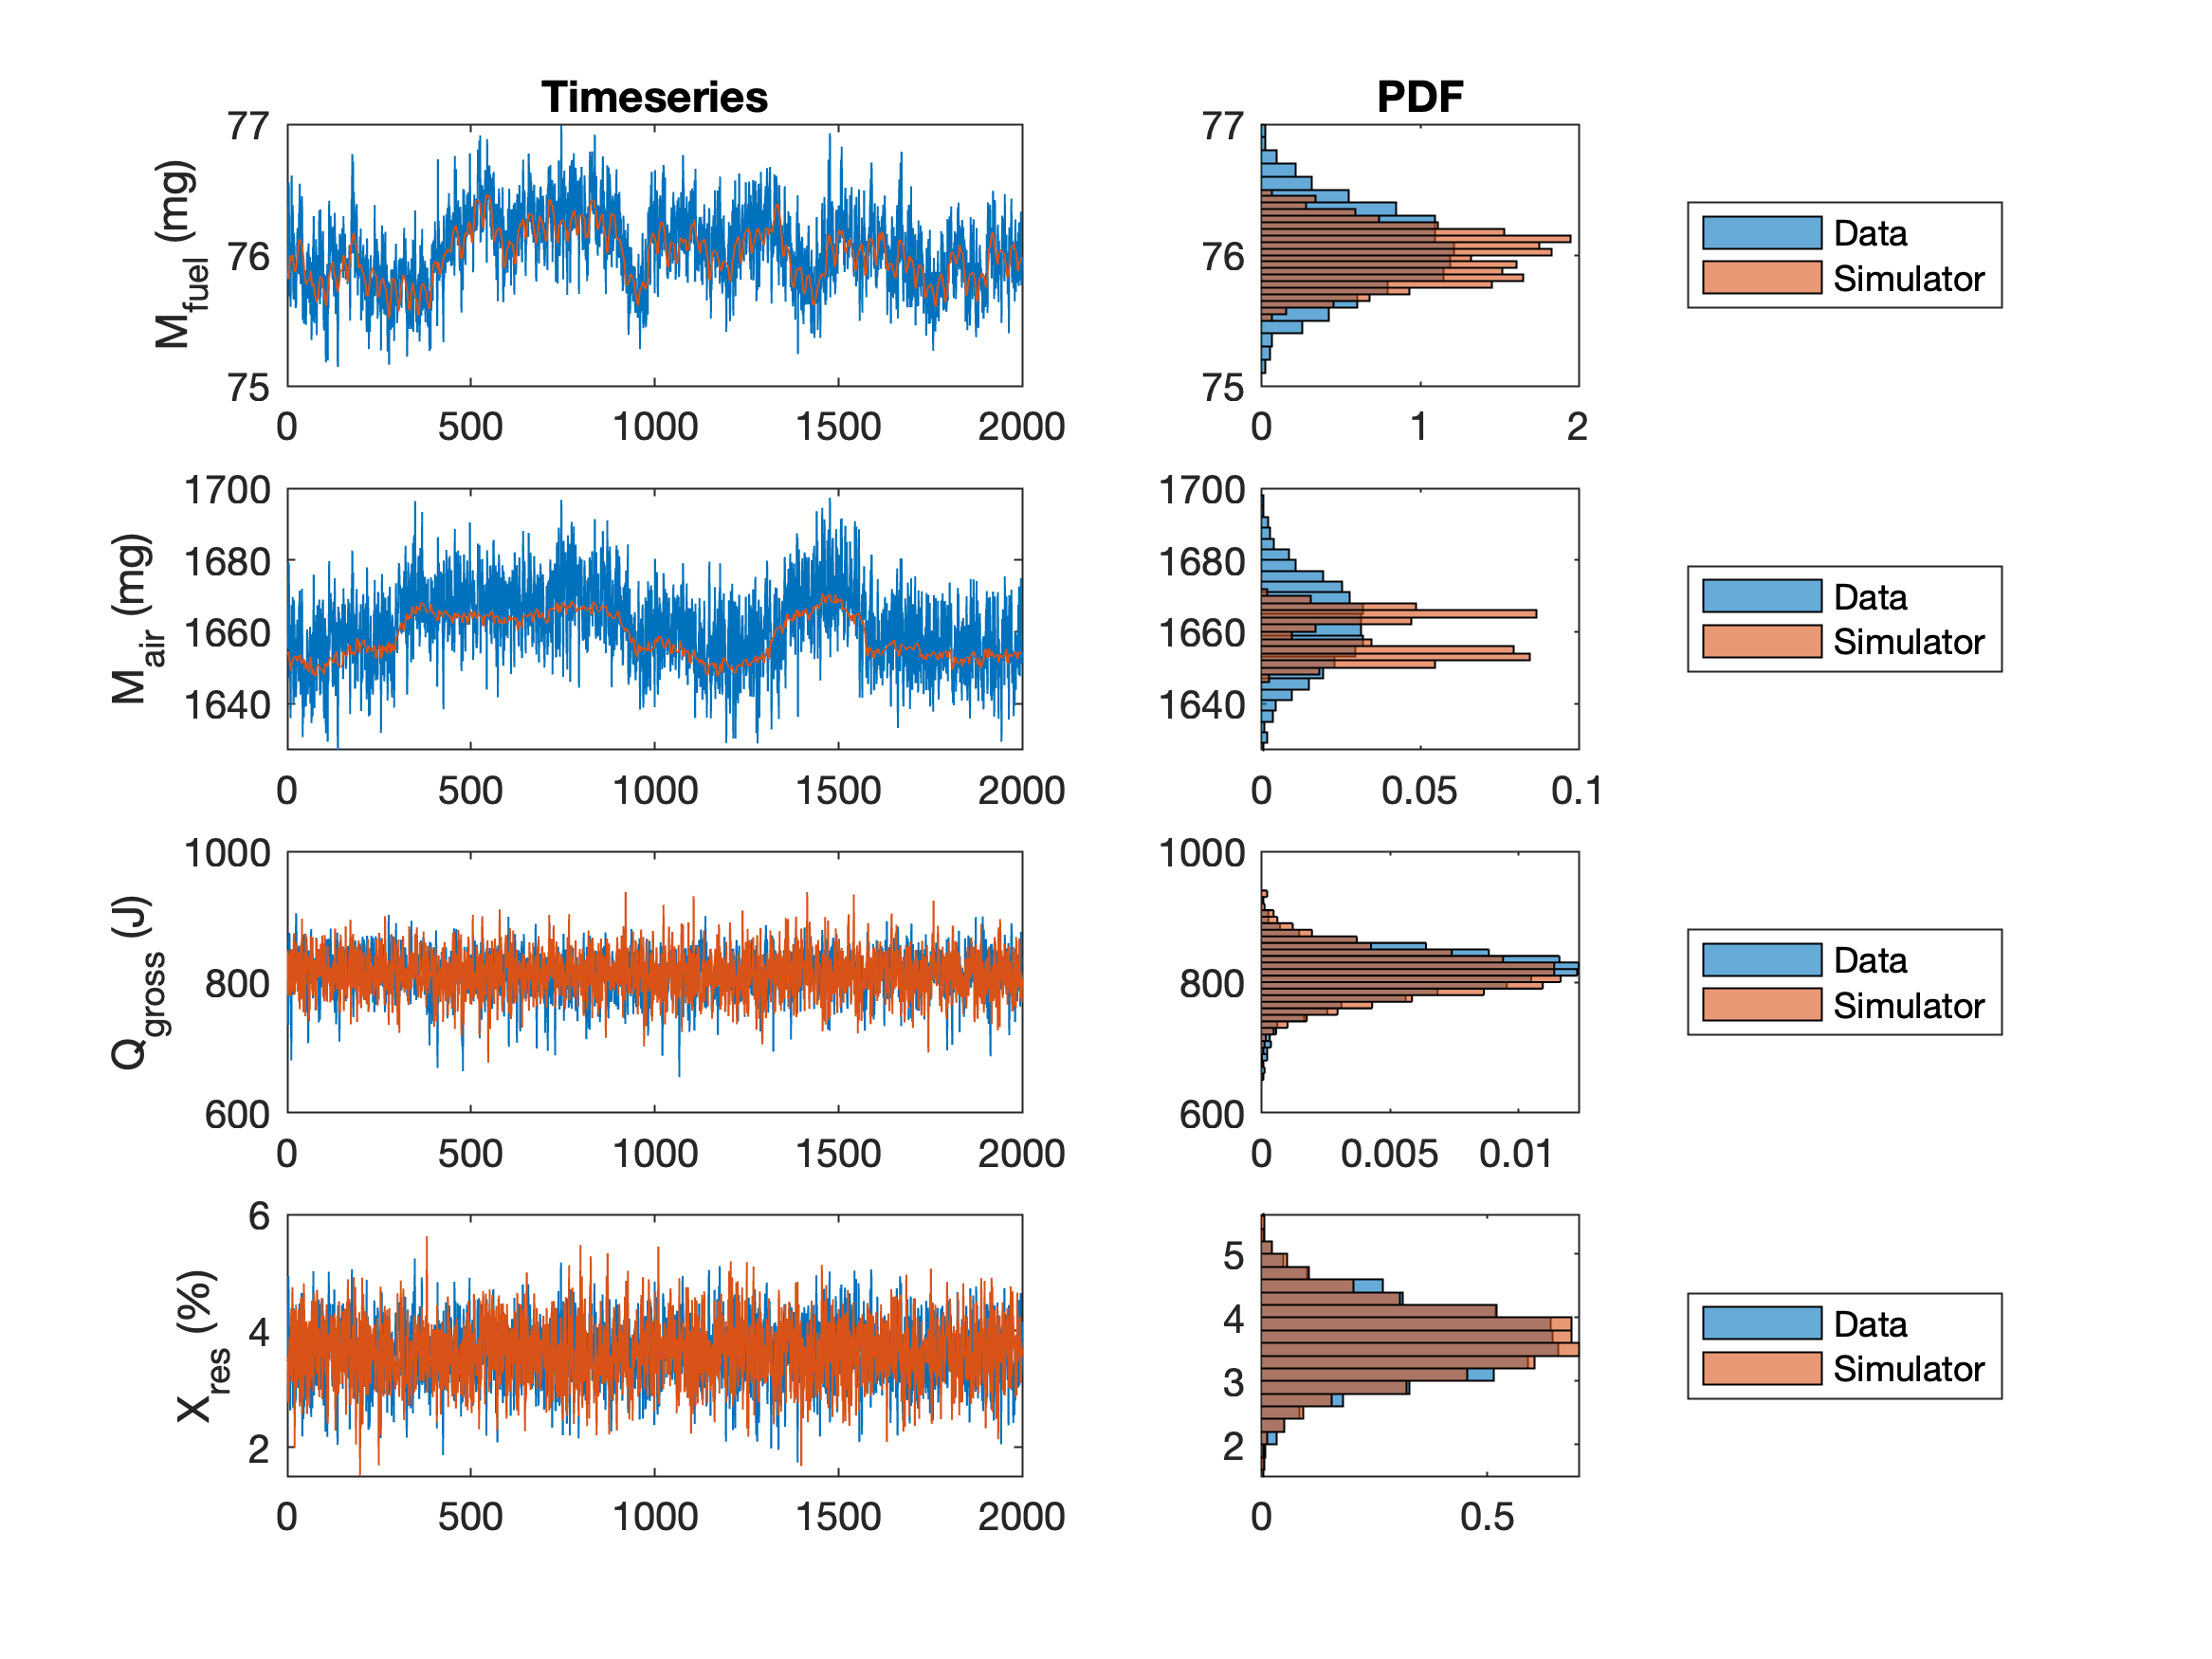 Timeseries
PDF
77
76
75
M_fuel (mg)
0 500 1000 1500 2000
77
76
75
0 1 2
Data
Simulator
1700
1680
1660
1640
M_air (mg)
0 500 1000 1500 2000
1700
1680
1660
1640
0 0.05 0.1
Data
Simulator
1000
800
600
Q_gross (J)
0 500 1000 1500 2000
1000
800
600
0 0.005 0.01
Data
Simulator
6
4
2
X_res (%)
0 500 1000 1500 2000
5
4
3
2
0 0.5
Data
Simulator